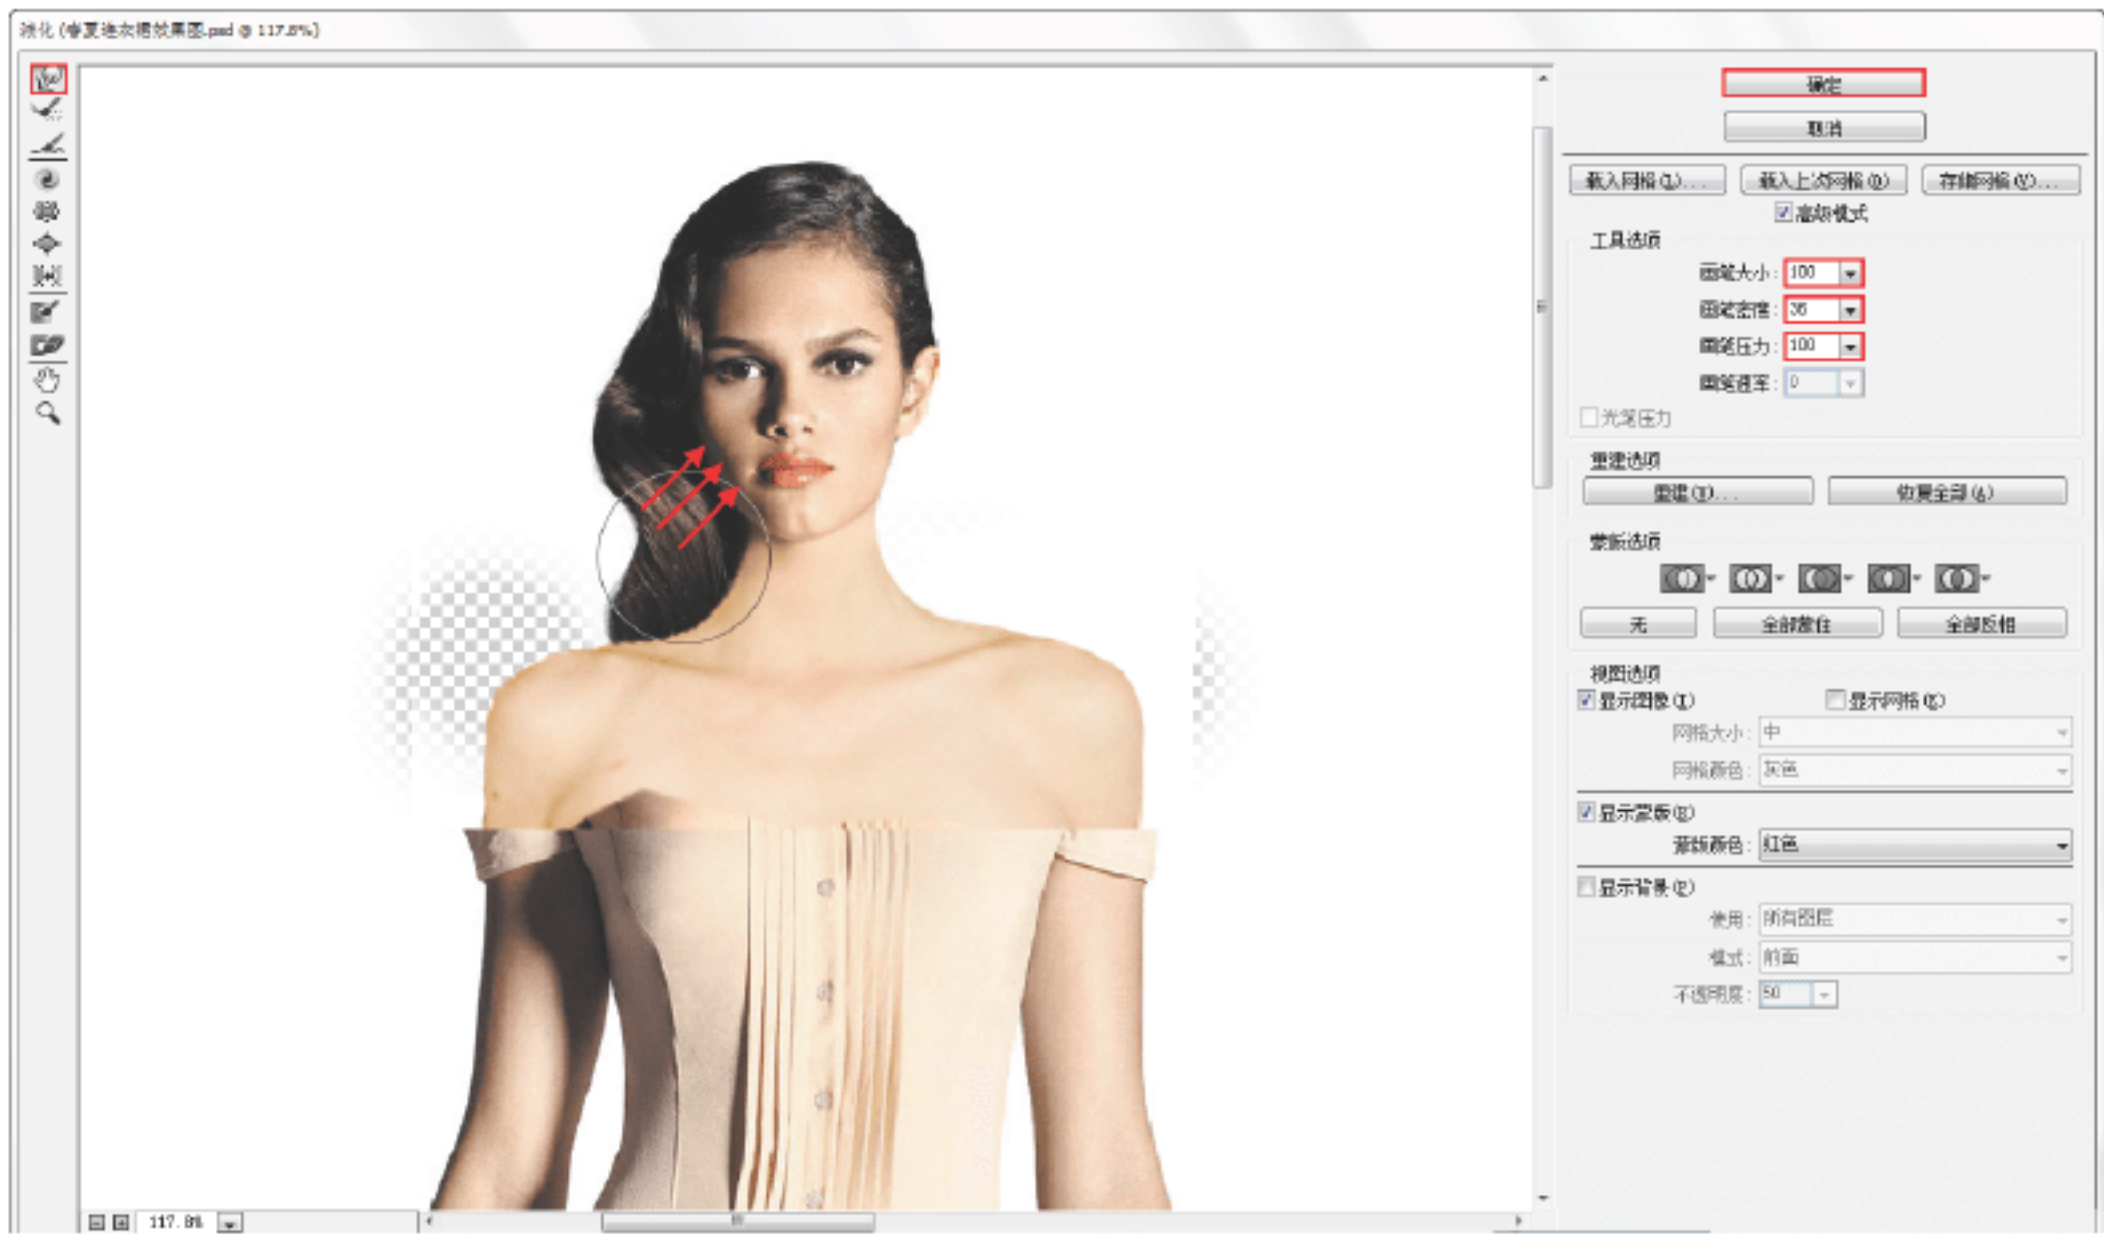 液化 (春夏连衣裙效果图.psd @ 117.8%)
确定
取消
载入网格(L)... 载入上次网格(O) 存储网格(V)...
高级模式
工具选项
画笔大小: 100
画笔密度: 36
画笔压力: 100
画笔速率: 0
光笔压力
重建选项
重建(U)... 恢复全部(A)
蒙版选项
无 全部蒙住 全部反相
视图选项
显示图像(I) 显示网格(E)
网格大小: 中
网格颜色: 灰色
显示蒙版(B)
蒙版颜色: 红色
显示背景(P)
使用: 所有图层
模式: 前面
不透明度: 50
117.8%